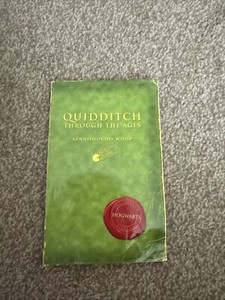 QUIDDITCH
THROUGH THE AGES
KENNILWORTHY WHISP
HOGWARTS